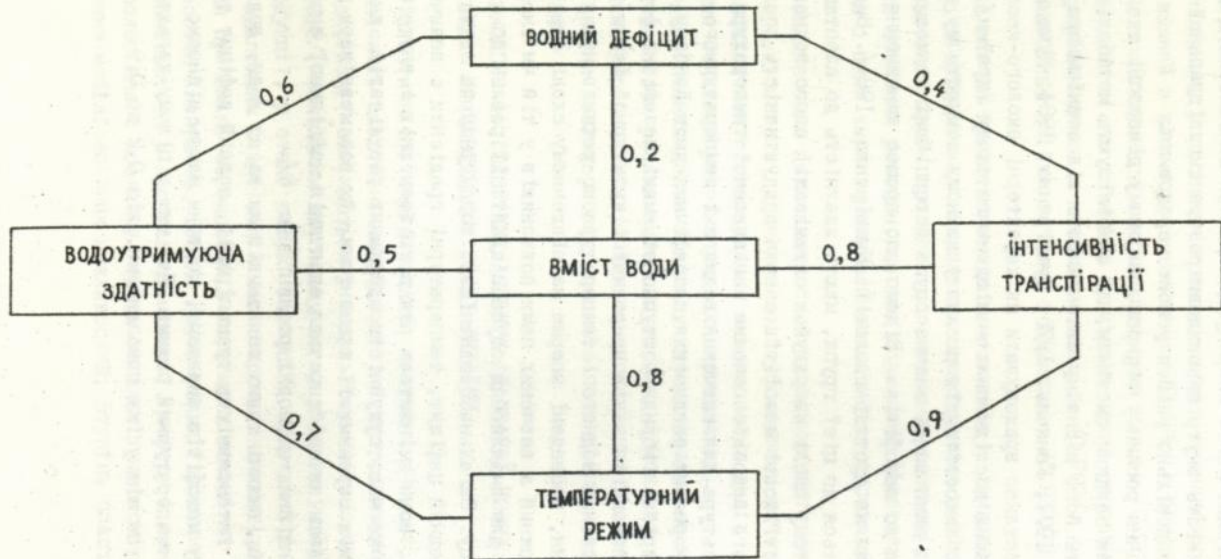 ВОДНИЙ ДЕФІЦИТ
0,6
0,4
0,2
ВОДОУТРИМУЮЧА
ЗДАТНІСТЬ
0,5
ВМІСТ ВОДИ
0,8
ІНТЕНСИВНІСТЬ
ТРАНСПІРАЦІЇ
0,8
0,7
0,9
ТЕМПЕРАТУРНИЙ
РЕЖИМ